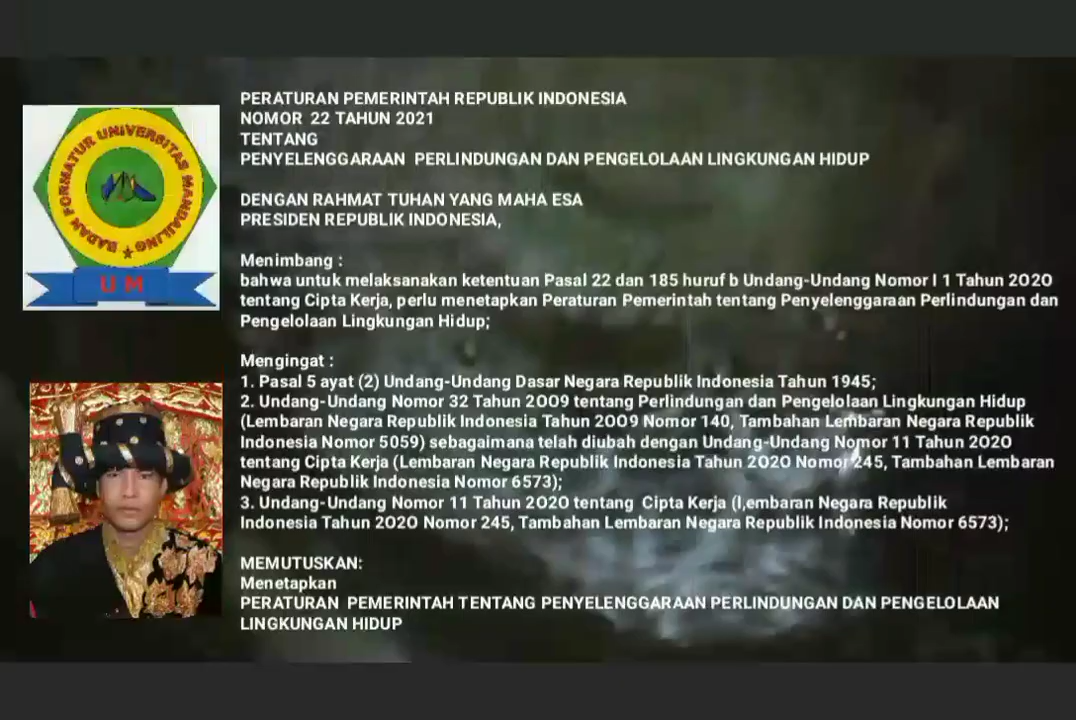 BADAN FORMATUR UNIVERSITAS MANDAILING
U M
PERATURAN PEMERINTAH REPUBLIK INDONESIA
NOMOR 22 TAHUN 2021
TENTANG
PENYELENGGARAAN PERLINDUNGAN DAN PENGELOLAAN LINGKUNGAN HIDUP
DENGAN RAHMAT TUHAN YANG MAHA ESA
PRESIDEN REPUBLIK INDONESIA,
Menimbang :
bahwa untuk melaksanakan ketentuan Pasal 22 dan 185 huruf b Undang-Undang Nomor I 1 Tahun 202O
tentang Cipta Kerja, perlu menetapkan Peraturan Pemerintah tentang Penyelenggaraan Perlindungan dan
Pengelolaan Lingkungan Hidup;
Mengingat :
1. Pasal 5 ayat (2) Undang-Undang Dasar Negara Republik Indonesia Tahun 1945;
2. Undang-Undang Nomor 32 Tahun 2O09 tentang Perlindungan dan Pengelolaan Lingkungan Hidup
(Lembaran Negara Republik Indonesia Tahun 2O09 Nomor 140, Tambahan Lembaran Negara Republik
Indonesia Nomor 5059) sebagaimana telah diubah dengan Undang-Undang Nomor 11 Tahun 202O
tentang Cipta Kerja (Lembaran Negara Republik Indonesia Tahun 202O Nomor 245, Tambahan Lembaran
Negara Republik Indonesia Nomor 6573);
3. Undang-Undang Nomor 11 Tahun 202O tentang Cipta Kerja (l,embaran Negara Republik
Indonesia Tahun 202O Nomor 245, Tambahan Lembaran Negara Republik Indonesia Nomor 6573);
MEMUTUSKAN:
Menetapkan
PERATURAN PEMERINTAH TENTANG PENYELENGGARAAN PERLINDUNGAN DAN PENGELOLAAN
LINGKUNGAN HIDUP